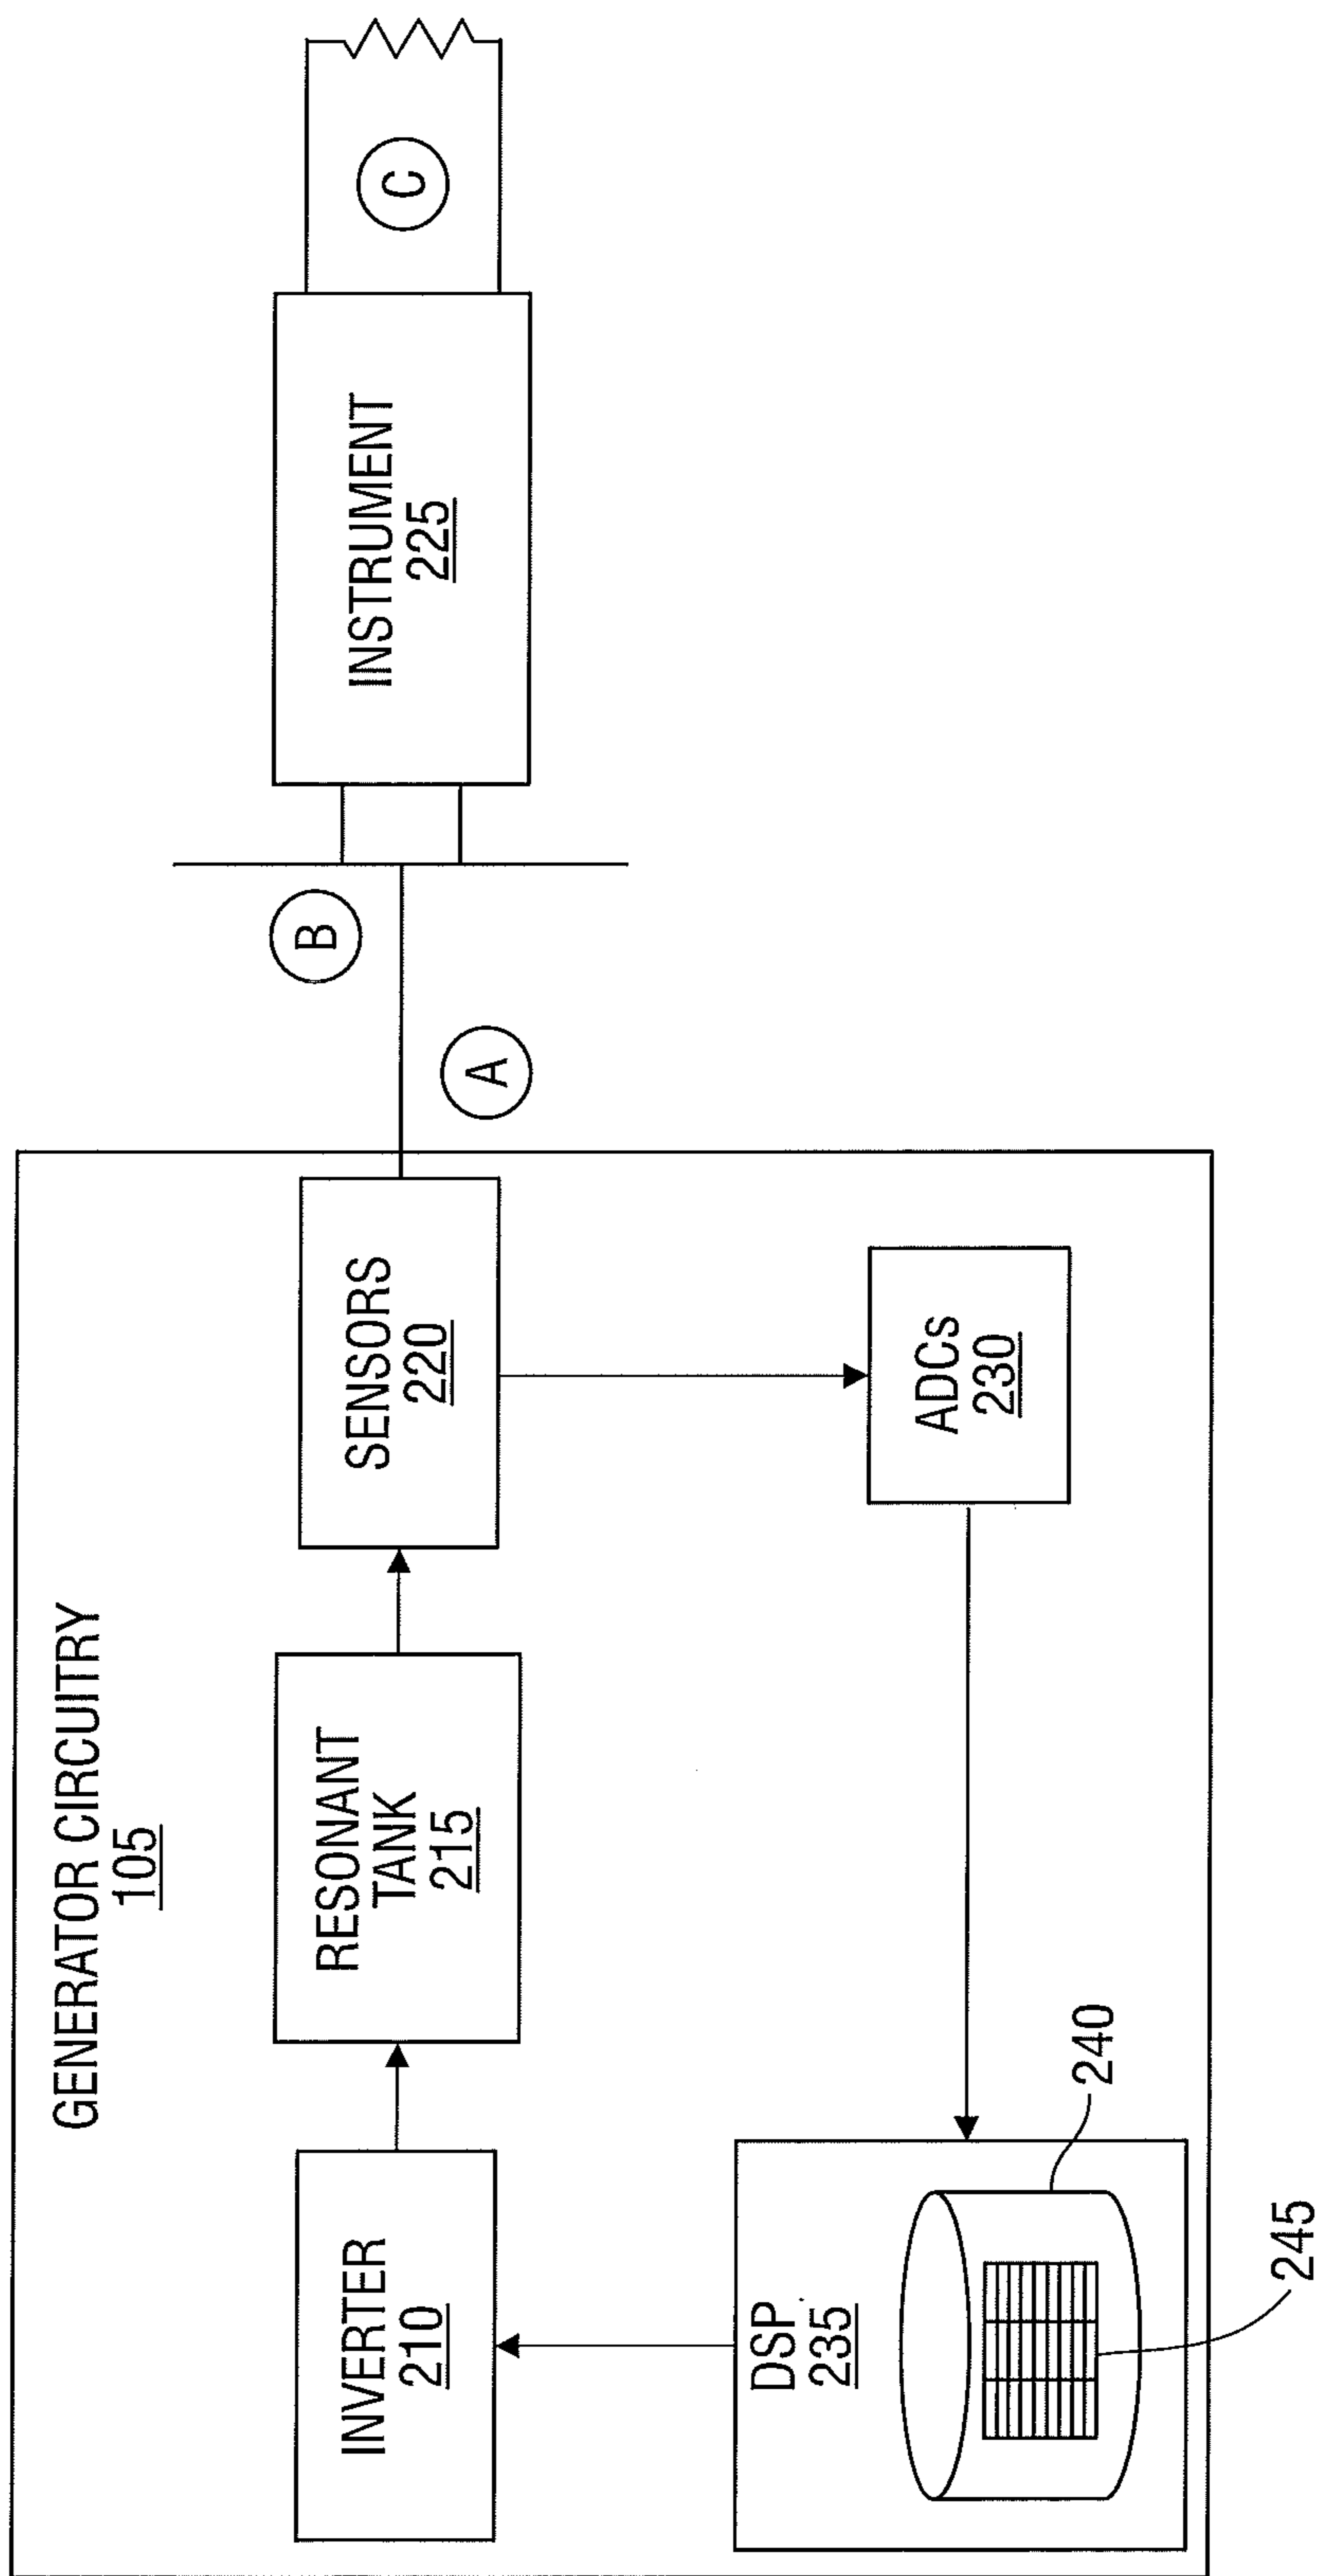 GENERATOR CIRCUITRY
105
INVERTER
210
RESONANT
TANK
215
SENSORS
220
A
B
INSTRUMENT
225
C
DSP
235
ADCs
230
240
245